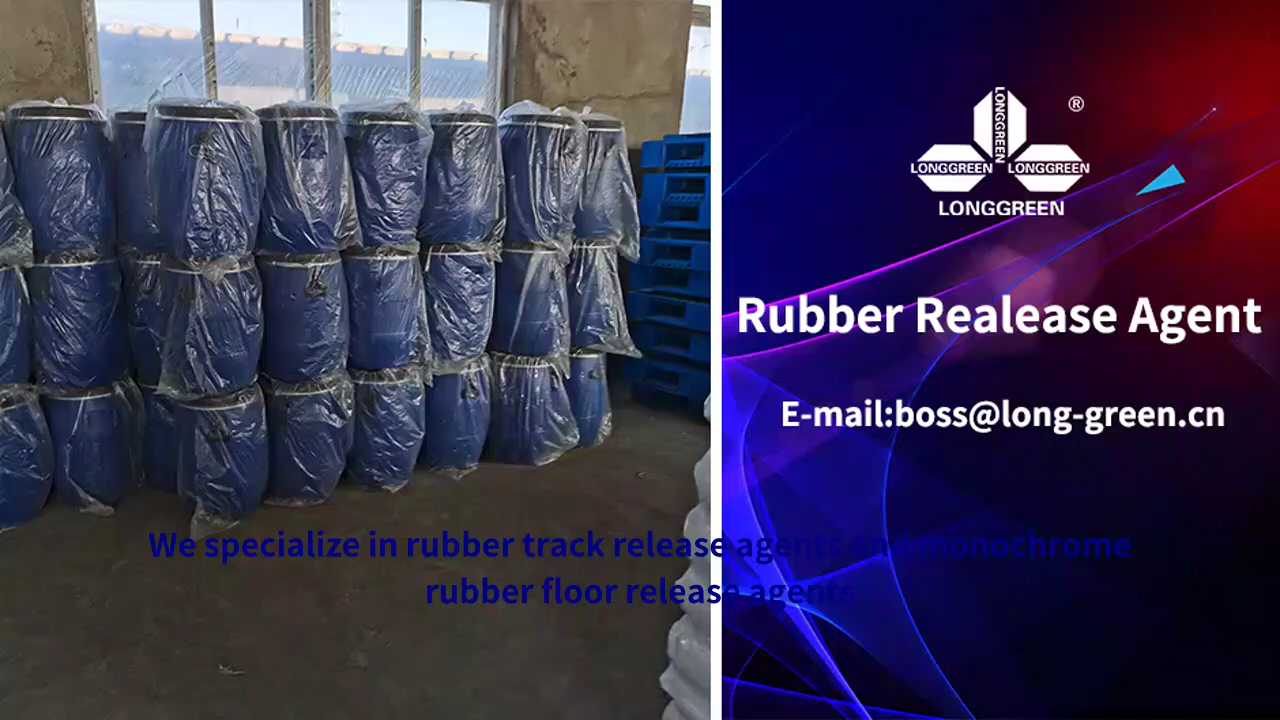 LONGGREEN
®
LONGGREEN LONGGREEN
LONGGREEN
Rubber Realease Agent
E-mail:boss@long-green.cn
We specialize in rubber track release agents and monochrome
rubber floor release agents